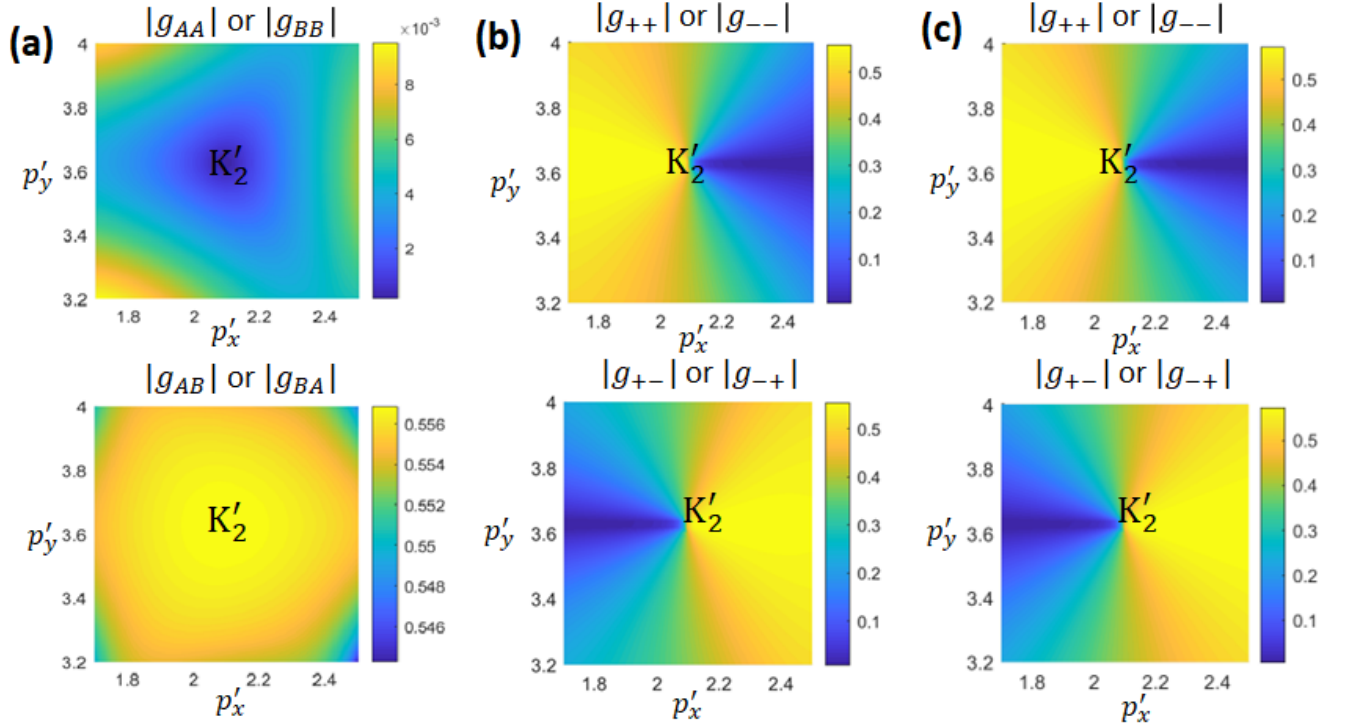 (a)
|g_{AA}| or |g_{BB}|
×10⁻³
4
3.8
3.6
3.4
3.2
p'_y
K'_2
1.8 2 2.2 2.4
p'_x
8
6
4
2
(b)
|g_{++}| or |g_{--}|
4
3.8
3.6
3.4
3.2
p'_y
K'_2
1.8 2 2.2 2.4
p'_x
0.5
0.4
0.3
0.2
0.1
(c)
|g_{++}| or |g_{--}|
4
3.8
3.6
3.4
3.2
p'_y
K'_2
1.8 2 2.2 2.4
p'_x
0.5
0.4
0.3
0.2
0.1
|g_{AB}| or |g_{BA}|
4
3.8
3.6
3.4
3.2
p'_y
K'_2
1.8 2 2.2 2.4
p'_x
0.556
0.554
0.552
0.55
0.548
0.546
|g_{+-}| or |g_{-+}|
4
3.8
3.6
3.4
3.2
p'_y
K'_2
1.8 2 2.2 2.4
p'_x
0.5
0.4
0.3
0.2
0.1
|g_{+-}| or |g_{-+}|
4
3.8
3.6
3.4
3.2
p'_y
K'_2
1.8 2 2.2 2.4
p'_x
0.5
0.4
0.3
0.2
0.1